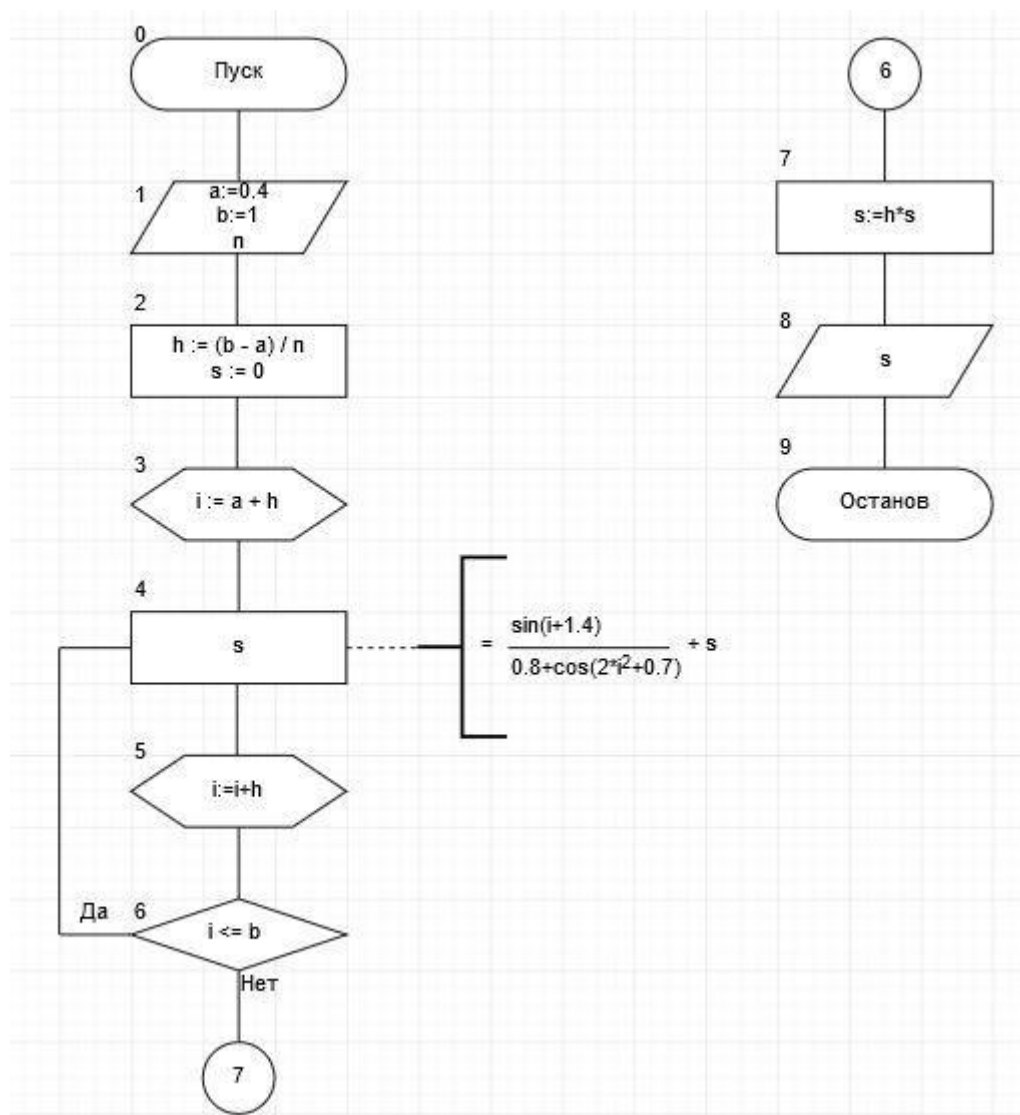 0
Пуск
1
a:=0.4
b:=1
n
2
h := (b - a) / n
s := 0
3
i := a + h
4
s
= sin(i+1.4) / 0.8+cos(2*i²+0.7) + s
5
i:=i+h
6
Да
i <= b
Нет
7
6
7
s:=h*s
8
s
9
Останов